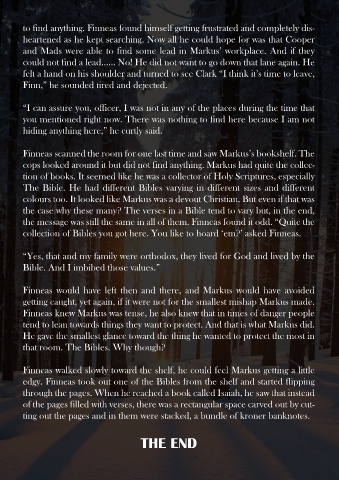 to find anything. Finneas found himself getting frustrated and completely dis-
heartened as he kept searching. Now all he could hope for was that Cooper
and Mads were able to find some lead in Markus' workplace. And if they
could not find a lead...... No! He did not want to go down that lane again. He
felt a hand on his shoulder and turned to see Clark "I think it's time to leave,
Finn," he sounded tired and dejected.
"I can assure you, officer, I was not in any of the places during the time that
you mentioned right now. There was nothing to find here because I am not
hiding anything here," he curtly said.
Finneas scanned the room for one last time and saw Markus's bookshelf. The
cops looked around it but did not find anything. Markus had quite the collec-
tion of books. It seemed like he was a collector of Holy Scriptures, especially
The Bible. He had different Bibles varying in different sizes and different
colours too. It looked like Markus was a devout Christian. But even if that was
the case why these many? The verses in a Bible tend to vary but, in the end,
the message was still the same in all of them. Finneas found it odd. "Quite the
collection of Bibles you got here. You like to hoard 'em?' asked Finneas.
"Yes, that and my family were orthodox, they lived for God and lived by the
Bible. And I imbibed those values."
Finneas would have left then and there, and Markus would have avoided
getting caught, yet again, if it were not for the smallest mishap Markus made.
Finneas knew Markus was tense, he also knew that in times of danger people
tend to lean towards things they want to protect. And that is what Markus did.
He gave the smallest glance toward the thing he wanted to protect the most in
that room. The Bibles. Why though?
Finneas walked slowly toward the shelf, he could feel Markus getting a little
edgy. Finneas took out one of the Bibles from the shelf and started flipping
through the pages. When he reached a book called Isaiah, he saw that instead
of the pages filled with verses, there was a rectangular space carved out by cut-
ting out the pages and in them were stacked, a bundle of kroner banknotes.
THE END